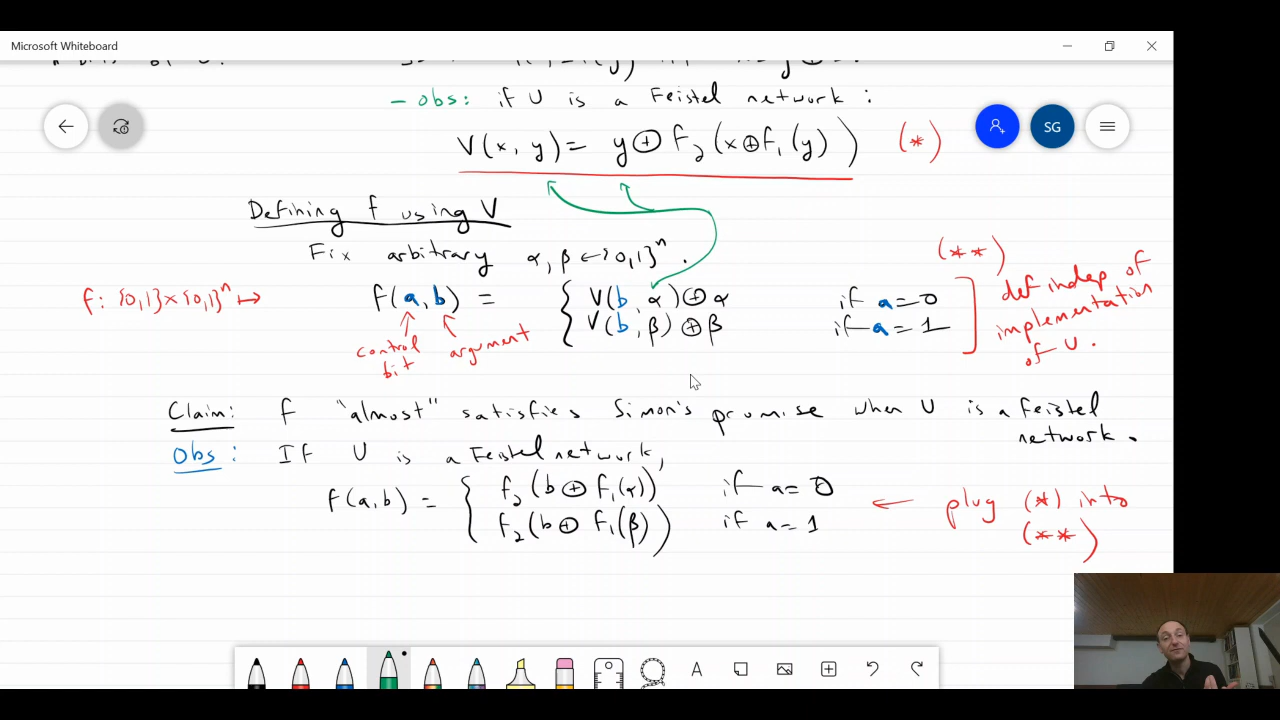 Microsoft Whiteboard
- obs: if U is a Feistel network :
V(x, y) = y ⊕ f₂(x⊕f₁(y)) (*)
SG
Defining f using V
Fix arbitrary α, β ← {0,1}ⁿ.
(**)
f: {0,1}×{0,1}ⁿ ↦
f(a, b) = { V(b, α) ⊕ α if a=0
V(b, β) ⊕ β if a=1
control bit
argument
def indep of
implementation
of U.
Claim: f "almost" satisfies Simon's promise when U is a Feistel
network.
Obs: If U is a Feistel network,
f(a,b) = { f₂(b ⊕ f₁(α)) if a=0
f₂(b ⊕ f₁(β)) if a=1
← plug (*) into
(**)
A